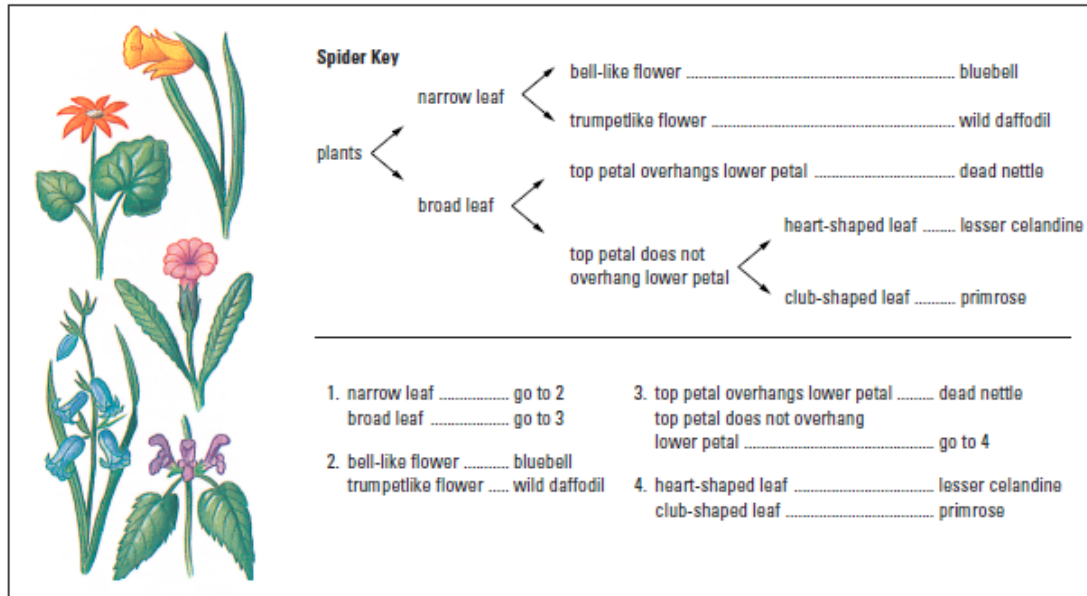 Spider Key
bell-like flower ........................ bluebell
narrow leaf
trumpetlike flower ........................ wild daffodil
plants
top petal overhangs lower petal ........................ dead nettle
broad leaf
heart-shaped leaf ........ lesser celandine
top petal does not
overhang lower petal
club-shaped leaf .......... primrose
1. narrow leaf ................. go to 2
broad leaf ................... go to 3
2. bell-like flower ........... bluebell
trumpetlike flower ..... wild daffodil
3. top petal overhangs lower petal ......... dead nettle
top petal does not overhang
lower petal ................................................ go to 4
4. heart-shaped leaf .................................... lesser celandine
club-shaped leaf ..................................... primrose